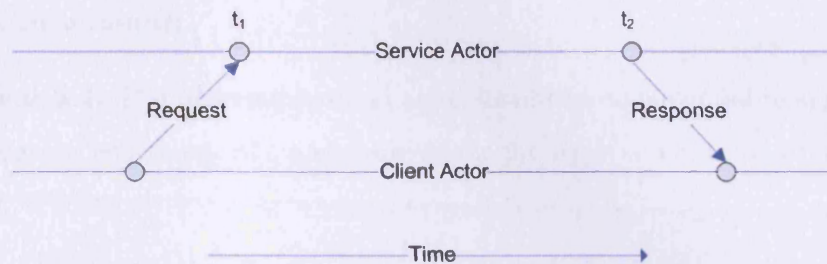 t₁ t₂
Service Actor
Request Response
Client Actor
Time